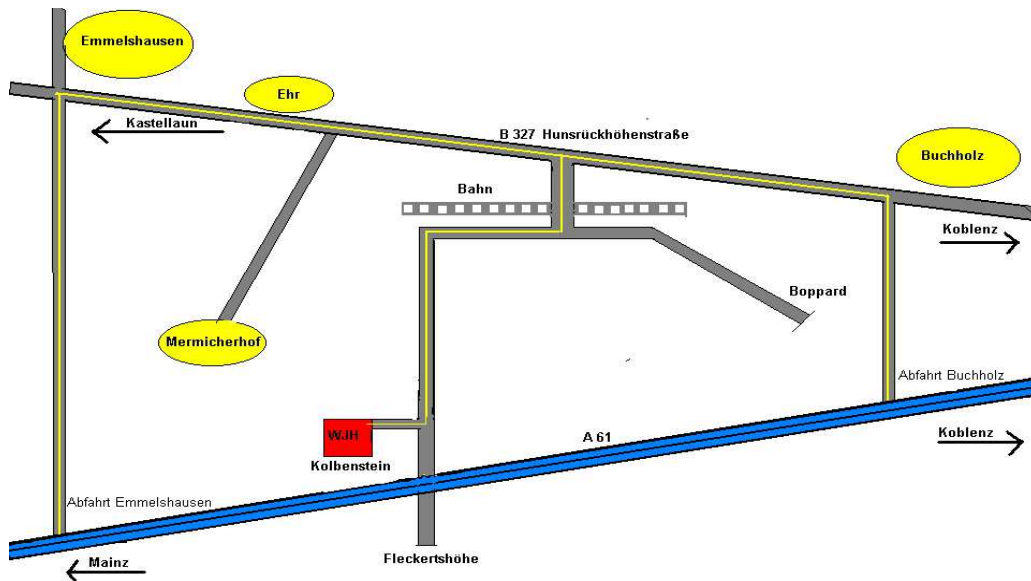 Emmelshausen
Ehr
Kastellaun
B 327 Hunsrückhöhenstraße
Buchholz
Bahn
Koblenz
Boppard
Mermicherhof
Abfahrt Buchholz
WJH
A 61
Koblenz
Kolbenstein
Abfahrt Emmelshausen
Fleckertshöhe
Mainz